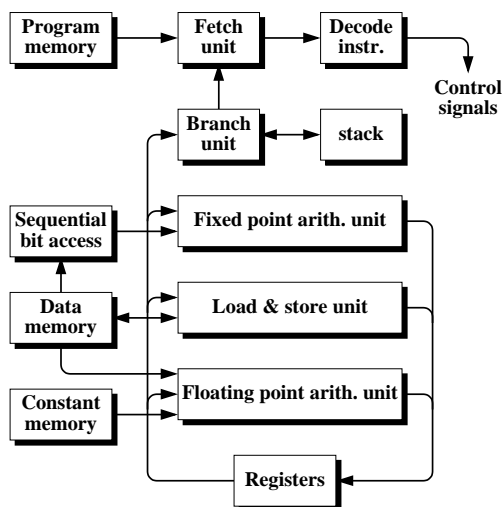 Program
memory
Fetch
unit
Decode
instr.
Control
signals
Branch
unit
stack
Sequential
bit access
Fixed point arith. unit
Data
memory
Load & store unit
Constant
memory
Floating point arith. unit
Registers